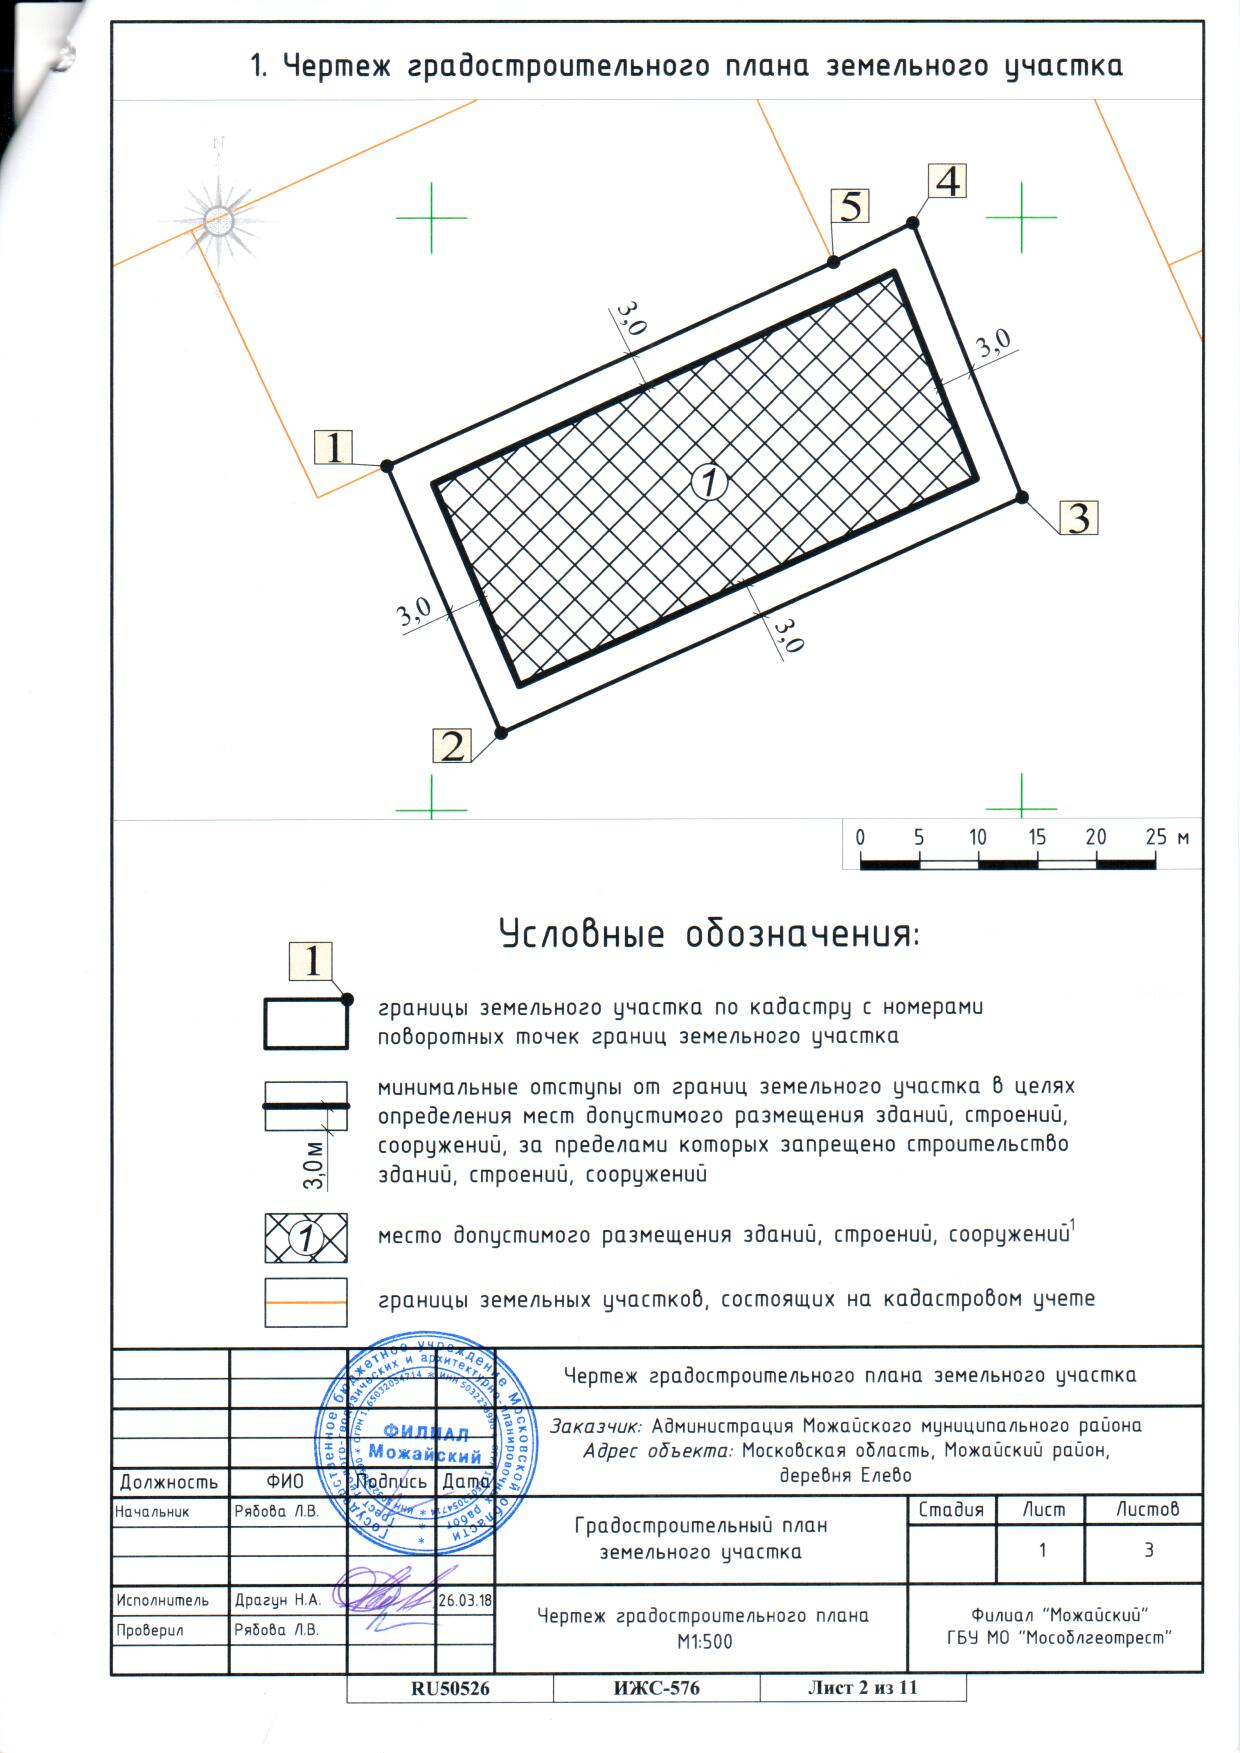 1. Чертеж градостроительного плана земельного участка
N
4
5
3,0
3,0
1
1
3
3,0
3,0
2
0 5 10 15 20 25 м
Условные обозначения:
1
границы земельного участка по кадастру с номерами
поворотных точек границ земельного участка
минимальные отступы от границ земельного участка в целях
определения мест допустимого размещения зданий, строений,
сооружений, за пределами которых запрещено строительство
зданий, строений, сооружений
3,0м
1
место допустимого размещения зданий, строений, сооружений1
границы земельных участков, состоящих на кадастровом учете
Государственное бюджетное учреждение Московской области
ФИЛИАЛ
Можайский
Чертеж градостроительного плана земельного участка
Заказчик: Администрация Можайского муниципального района
Адрес объекта: Московская область, Можайский район,
деревня Елево
Должность ФИО Подпись Дата
Начальник Рябова Л.В.
Градостроительный план
земельного участка
Стадия Лист Листов
1 3
Исполнитель Драгун Н.А. 26.03.18
Проверил Рябова Л.В.
Чертеж градостроительного плана
М1:500
Филиал "Можайский"
ГБУ МО "Мособлгеотрест"
RU50526 ИЖС-576 Лист 2 из 11